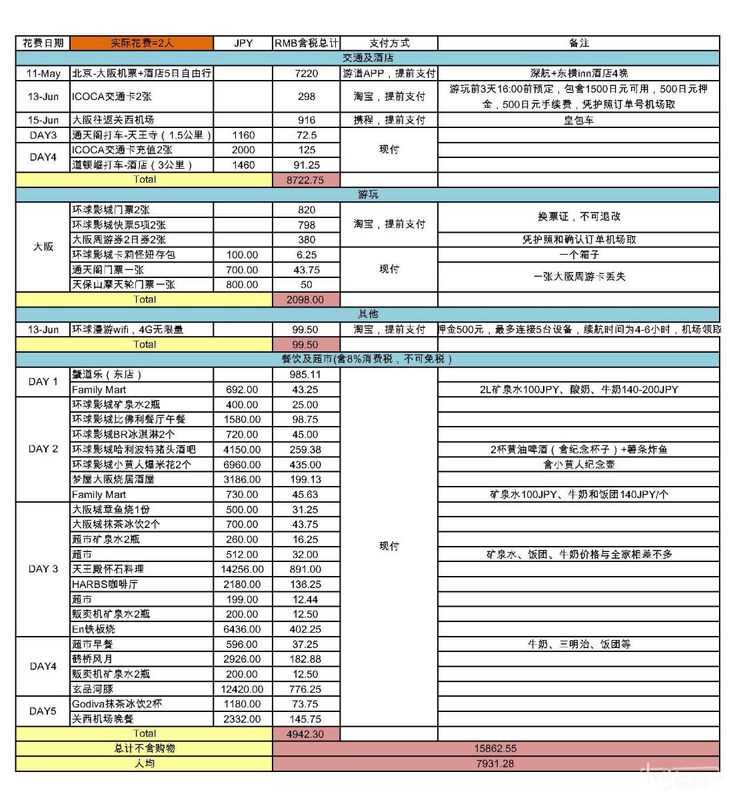 花费日期 实际花费=2人 JPY RMB含税总计 支付方式 备注
交通及酒店
11-May 北京-大阪机票+酒店5日自由行 7220 游谱APP，提前支付 深航+东横inn酒店4晚
13-Jun ICOCA交通卡2张 298 淘宝，提前支付 游玩前3天16:00前预定，包含1500日元可用，500日元押
金，500日元手续费，凭护照订单号机场取
15-Jun 大阪往返关西机场 916 携程，提前支付 皇包车
DAY3 通天阁打车-天王寺（1.5公里） 1160 72.5 现付
DAY4 ICOCA交通卡充值2张 2000 125
道顿崛打车-酒店（3公里） 1460 91.25
Total 8722.75
游玩
大阪 环球影城门票2张 820 淘宝，提前支付 换票证，不可退改
环球影城快票5项2张 798
大阪周游券2日券2张 380 凭护照和确认订单机场取
环球影城卡莉怪妞存包 100.00 6.25 现付 一个箱子
通天阁门票一张 700.00 43.75 一张大阪周游卡丢失
天保山摩天轮门票一张 800.00 50
Total 2098.00
其他
13-Jun 环球漫游wifi，4G无限量 99.50 淘宝，提前支付 押金500元，最多连接5台设备，续航时间为4-6小时，机场领取
Total 99.50
餐饮及超市(含8%消费税，不可免税）
DAY 1 蟹道乐（东店） 985.11 现付
Family Mart 692.00 43.25 2L矿泉水100JPY、酸奶、牛奶140-200JPY
DAY 2 环球影城矿泉水2瓶 400.00 25.00
环球影城比佛利餐厅午餐 1580.00 98.75
环球影城BR冰淇淋2个 720.00 45.00
环球影城哈利波特猪头酒吧 4150.00 259.38 2杯黄油啤酒（含纪念杯子）+薯条炸鱼
环球影城小黄人爆米花2个 6960.00 435.00 含小黄人纪念壶
梦屋大阪烧居酒屋 3186.00 199.13
Family Mart 730.00 45.63 矿泉水100JPY、牛奶和饭团140JPY/个
DAY 3 大阪城章鱼烧1份 500.00 31.25
大阪城抹茶冰饮2个 700.00 43.75
超市矿泉水2瓶 260.00 16.25
超市 512.00 32.00 矿泉水、饭团、牛奶价格与全家相差不多
天王殿怀石料理 14256.00 891.00
HARBS咖啡厅 2180.00 136.25
超市 199.00 12.44
贩卖机矿泉水2瓶 200.00 12.50
En铁板烧 6436.00 402.25
DAY4 超市早餐 596.00 37.25 牛奶、三明治、饭团等
鹤桥风月 2926.00 182.88
贩卖机矿泉水2瓶 200.00 12.50
玄品河豚 12420.00 776.25
DAY5 Godiva抹茶冰饮2杯 1180.00 73.75
关西机场晚餐 2332.00 145.75
Total 4942.30
总计不含购物 15862.55
人均 7931.28